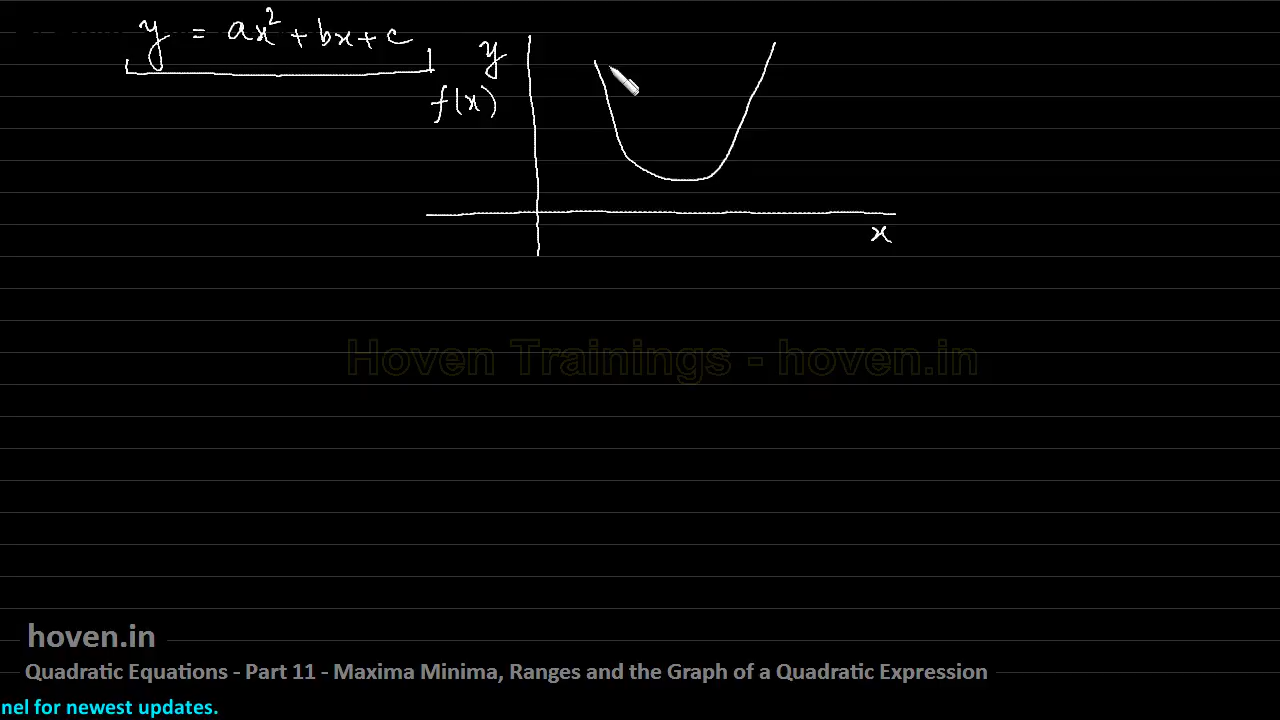 y = ax² + bx + c
y
f(x)
x
Hoven Trainings - hoven.in
hoven.in
Quadratic Equations - Part 11 - Maxima Minima, Ranges and the Graph of a Quadratic Expression
nel for newest updates.